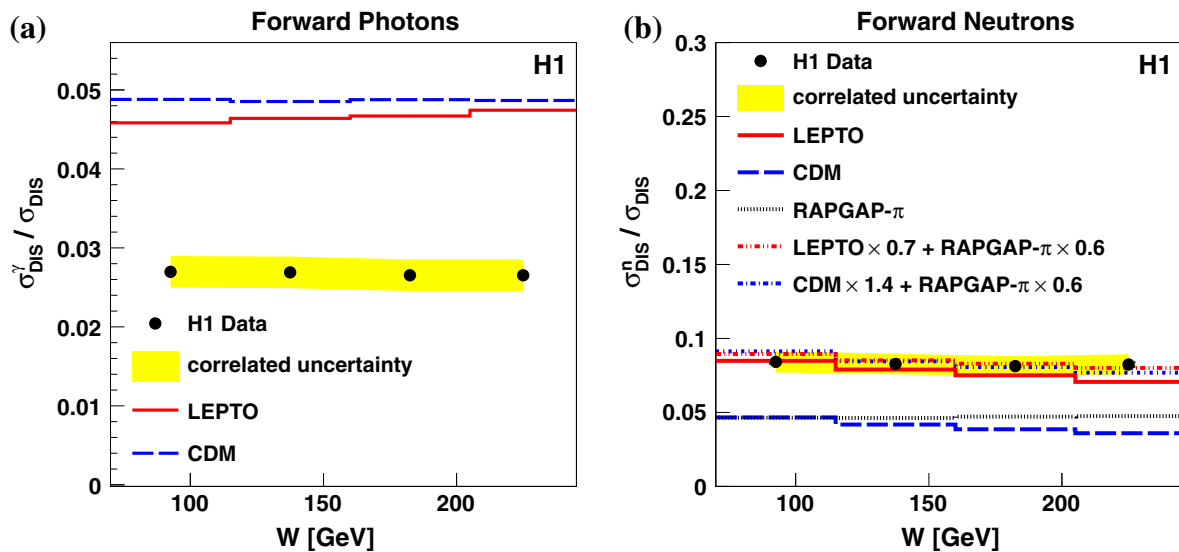 (a)
Forward Photons
H1
σ^γ_DIS / σ_DIS
0.05
0.04
0.03
0.02
0.01
0
H1 Data
correlated uncertainty
LEPTO
CDM
100
150
200
W [GeV]
(b)
Forward Neutrons
H1
σ^n_DIS / σ_DIS
0.3
0.25
0.2
0.15
0.1
0.05
0
H1 Data
correlated uncertainty
LEPTO
CDM
RAPGAP-π
LEPTO × 0.7 + RAPGAP-π × 0.6
CDM × 1.4 + RAPGAP-π × 0.6
100
150
200
W [GeV]